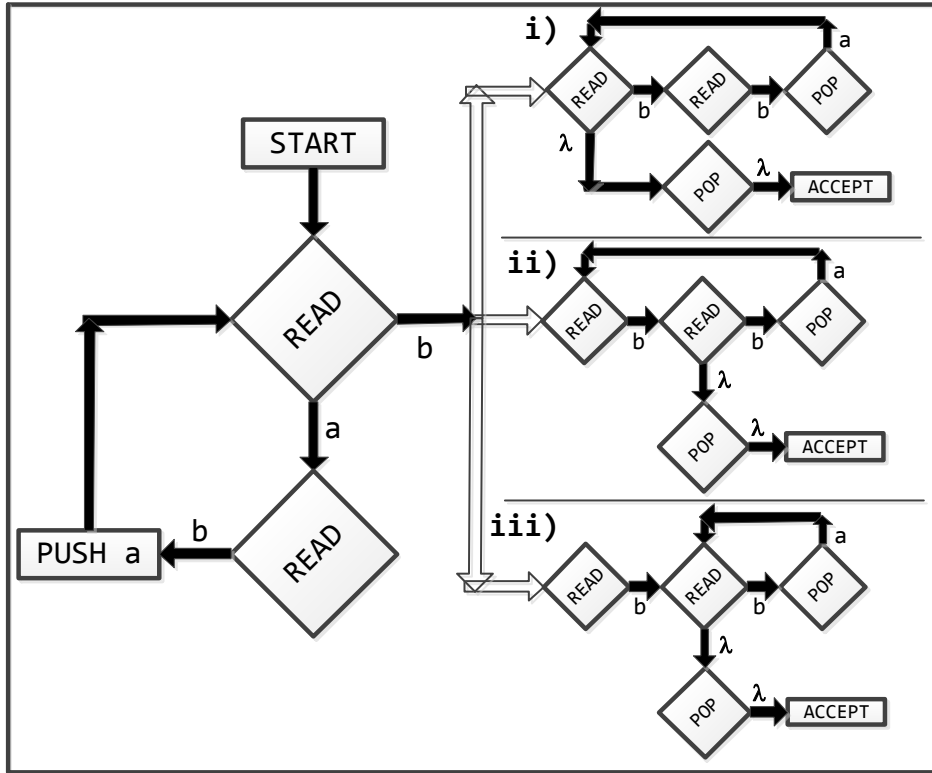 START
READ
b
a
READ
b
PUSH a
i)
READ
b
READ
b
POP
a
λ
POP
λ
ACCEPT
ii)
READ
b
READ
b
POP
a
λ
POP
λ
ACCEPT
iii)
READ
b
READ
b
POP
a
λ
POP
λ
ACCEPT